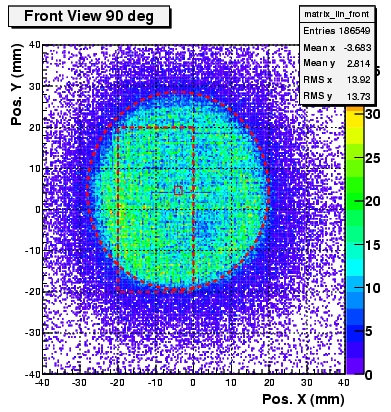 Front View 90 deg
matrix_lin_front
Entries 186549
Mean x -3.683
Mean y 2.814
RMS x 13.92
RMS y 13.73
Pos. Y (mm)
40
30
20
10
0
-10
-20
-30
-40
-40 -30 -20 -10 0 10 20 30 40
Pos. X (mm)
30
25
20
15
10
5
0